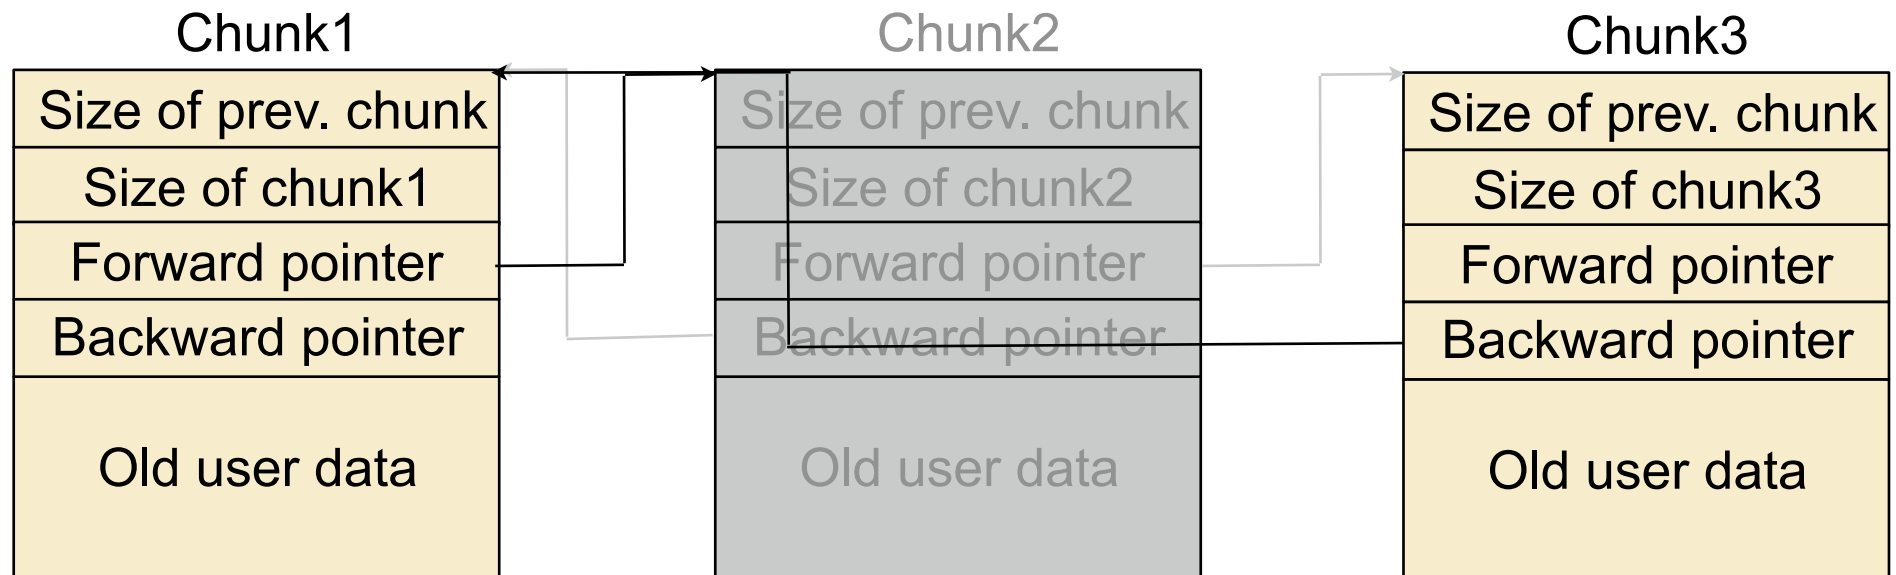 Chunk1
Size of prev. chunk
Size of chunk1
Forward pointer
Backward pointer
Old user data
Chunk2
Size of prev. chunk
Size of chunk2
Forward pointer
Backward pointer
Old user data
Chunk3
Size of prev. chunk
Size of chunk3
Forward pointer
Backward pointer
Old user data